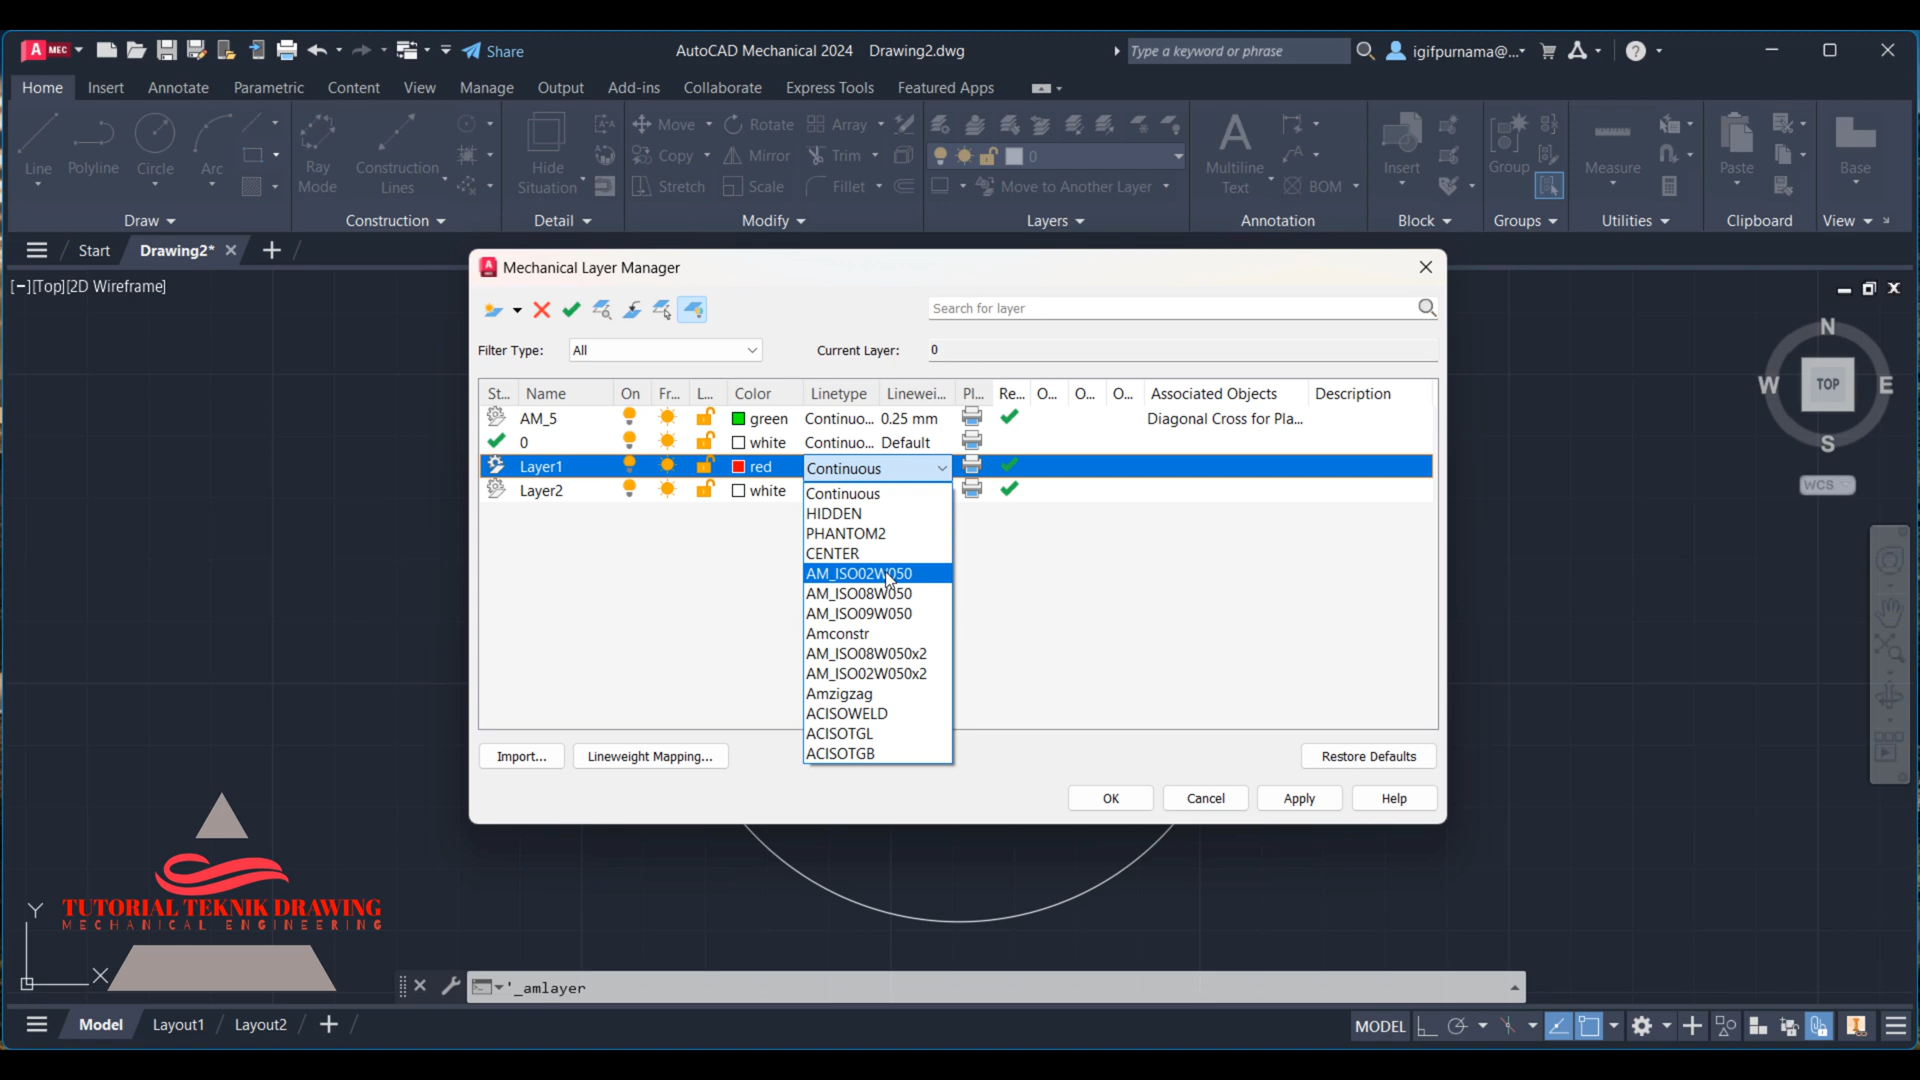 MEC
Share
AutoCAD Mechanical 2024 Drawing2.dwg
Type a keyword or phrase
igifpurnama@...
Home Insert Annotate Parametric Content View Manage Output Add-ins Collaborate Express Tools Featured Apps
Line Polyline Circle Arc
Ray Mode
Construction Lines
Hide Situation
Move Rotate Array
Copy Mirror Trim
Stretch Scale Fillet
0
Move to Another Layer
Multiline Text
BOM
Insert
Group
Measure
Paste
Base
Draw Construction Detail Modify Layers Annotation Block Groups Utilities Clipboard View
Start Drawing2*
[−][Top][2D Wireframe]
N
W TOP E
S
WCS
Mechanical Layer Manager
Search for layer
Filter Type: All Current Layer: 0
St... Name On Fr... L... Color Linetype Linewei... Pl... Re... O... O... O... Associated Objects Description
AM_5 green Continuo... 0.25 mm Diagonal Cross for Pla...
0 white Continuo... Default
Layer1 red Continuous
Layer2 white
Continuous
HIDDEN
PHANTOM2
CENTER
AM_ISO02W050
AM_ISO08W050
AM_ISO09W050
Amconstr
AM_ISO08W050x2
AM_ISO02W050x2
Amzigzag
ACISOWELD
ACISOTGL
ACISOTGB
Import... Lineweight Mapping... Restore Defaults
OK Cancel Apply Help
TUTORIAL TEKNIK DRAWING
MECHANICAL ENGINEERING
Y
X
'_amlayer
Model Layout1 Layout2
MODEL